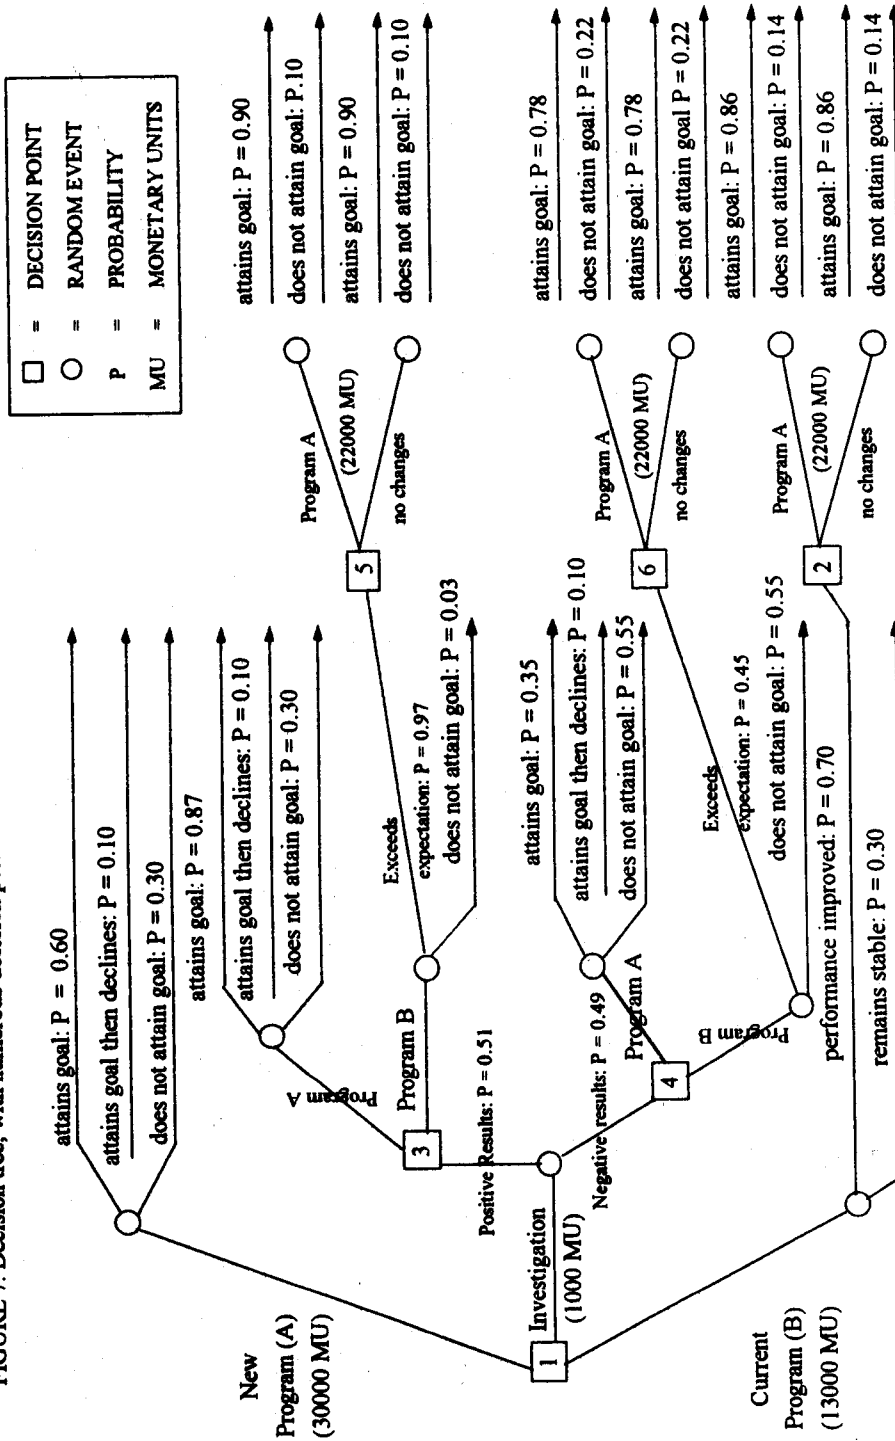 FIGURE 7. Decision tree, with numerous decision
□ = DECISION POINT
○ = RANDOM EVENT
P = PROBABILITY
MU = MONETARY UNITS
New
Program (A)
(30000 MU)
attains goal: P = 0.60
attains goal then declines: P = 0.10
does not attain goal: P = 0.30
attains goal: P = 0.87
attains goal then declines: P = 0.10
does not attain goal: P = 0.30
Program A
3
Program B
Exceeds
expectation: P = 0.97
does not attain goal: P = 0.03
5
Program A
(22000 MU)
no changes
attains goal: P = 0.90
does not attain goal: P.10
attains goal: P = 0.90
does not attain goal: P = 0.10
Positive Results: P = 0.51
1
Investigation
(1000 MU)
Negative results: P = 0.49
4
Program A
attains goal: P = 0.35
attains goal then declines: P = 0.10
does not attain goal: P = 0.55
Program B
Exceeds
expectation: P = 0.45
does not attain goal: P = 0.55
6
Program A
(22000 MU)
no changes
attains goal: P = 0.78
does not attain goal: P = 0.22
attains goal: P = 0.78
does not attain goal P = 0.22
Current
Program (B)
(13000 MU)
performance improved: P = 0.70
remains stable: P = 0.30
2
Program A
(22000 MU)
no changes
attains goal: P = 0.86
does not attain goal: P = 0.14
attains goal: P = 0.86
does not attain goal: P = 0.14